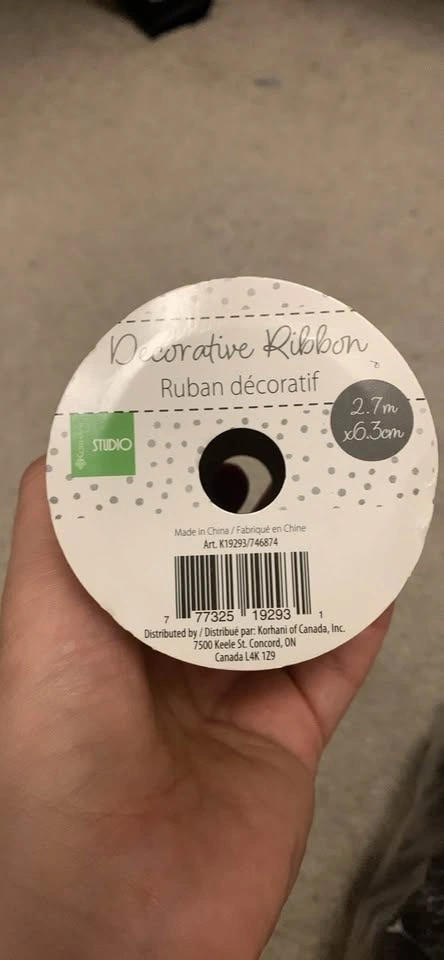 Decorative Ribbon
Ruban décoratif
2.7m
x6.3cm
STUDIO
Made in China / Fabriqué en Chine
Art. K19293/746874
7 77325 19293 1
Distributed by / Distribué par: Korhani of Canada, Inc.
7500 Keele St. Concord, ON
Canada L4K 1Z9